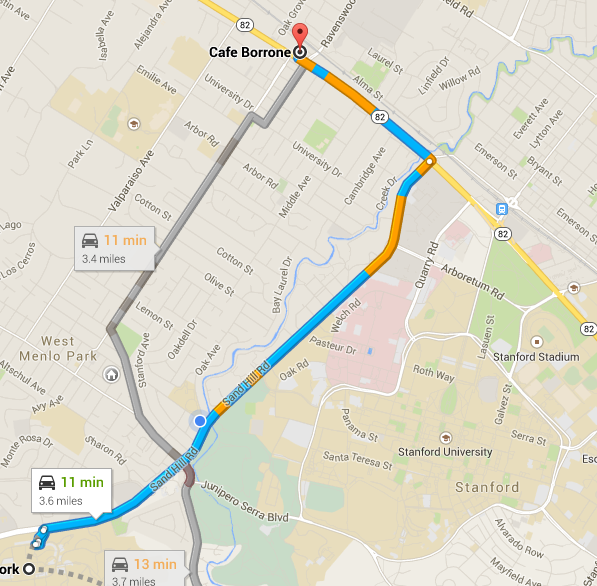 Isabella Ave
Alejandra Ave
Oak Grove
Ravenswood
82
Cafe Borrone
Laurel St
Linfield Dr
Willow Rd
Emilie Ave
University Dr
Alma St
82
Everett Ave
Lytton Ave
Park Ln
Valparaiso Ave
Arbor Rd
University Dr
Emerson St
Bryant St
Arbor Rd
Middle Ave
Cambridge Ave
Creek Dr
Cotton St
Emerson St
82
11 min
3.4 miles
Los Cerros
Cotton St
Olive St
Bay Laurel Dr
Quarry Rd
Arboretum Rd
Welch Rd
Lemon St
Oakdell Dr
Stanford Ave
Oak Ave
Pasteur Dr
Lasuen St
82
West
Menlo Park
Stanford Stadium
Altschul Ave
Avy Ave
Sand Hill Rd
Oak Rd
Roth Way
Galvez St
Panama St
Serra St
Monte Rosa Dr
Sharon Rd
Sand Hill Rd
Stanford University
Santa Teresa St
11 min
3.6 miles
Junipero Serra Blvd
Stanford
Alvarado Row
Mayfield Ave
ork
13 min
3.7 miles